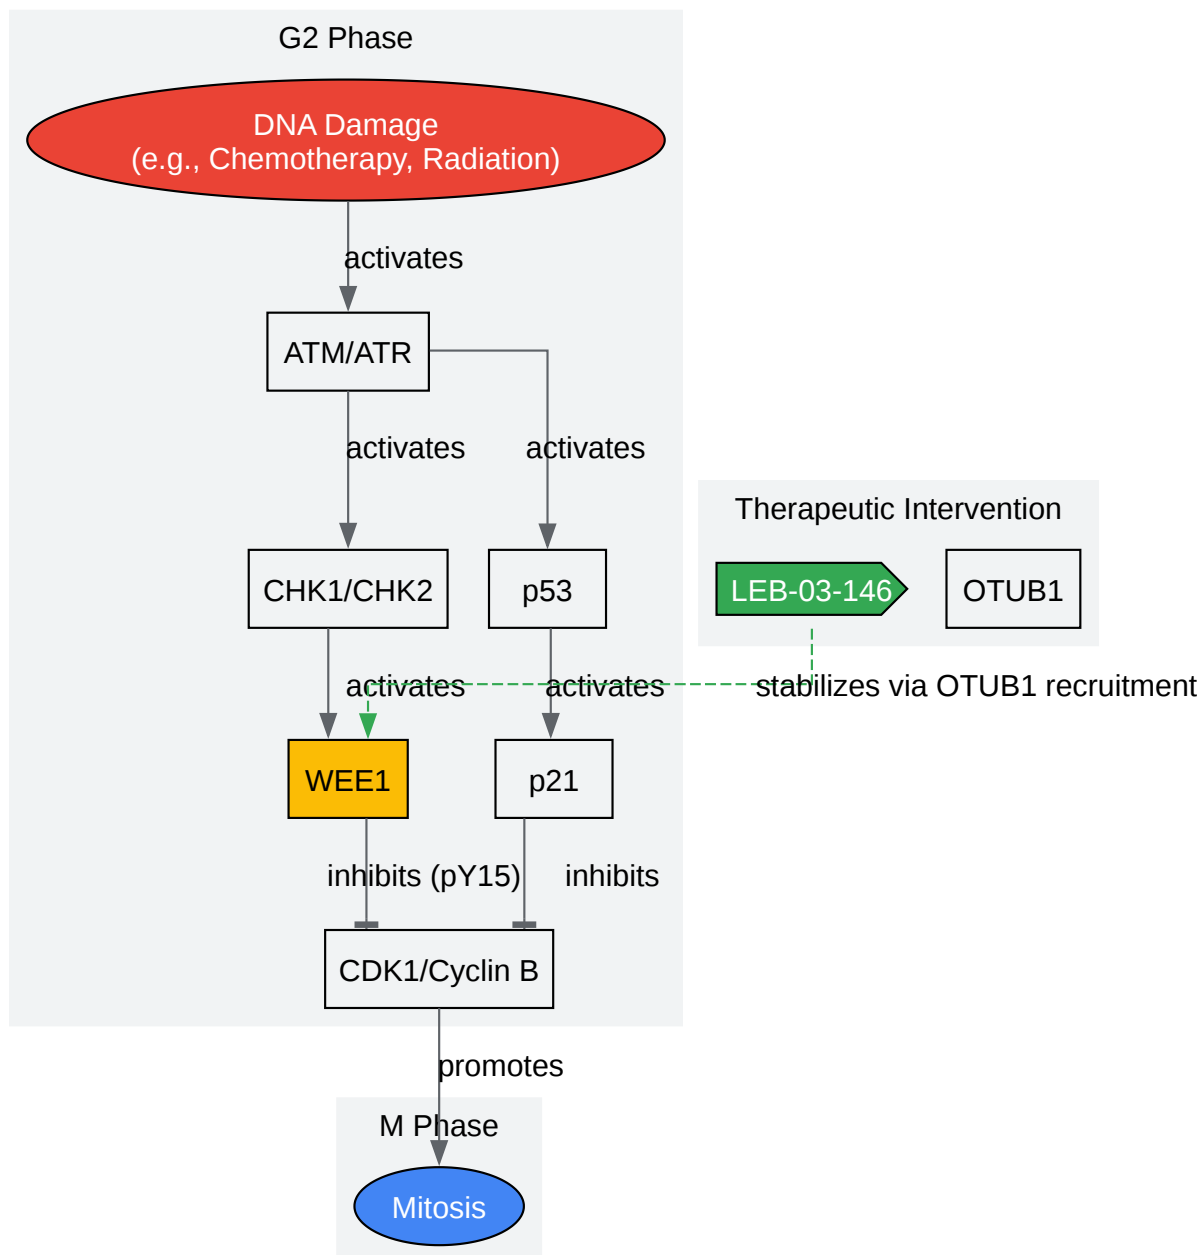 G2 Phase
DNA Damage
(e.g., Chemotherapy, Radiation)
activates
ATM/ATR
activates
activates
Therapeutic Intervention
CHK1/CHK2
p53
LEB-03-146
OTUB1
activates
activates
stabilizes via OTUB1 recruitment
WEE1
p21
inhibits (pY15)
inhibits
CDK1/Cyclin B
promotes
M Phase
Mitosis